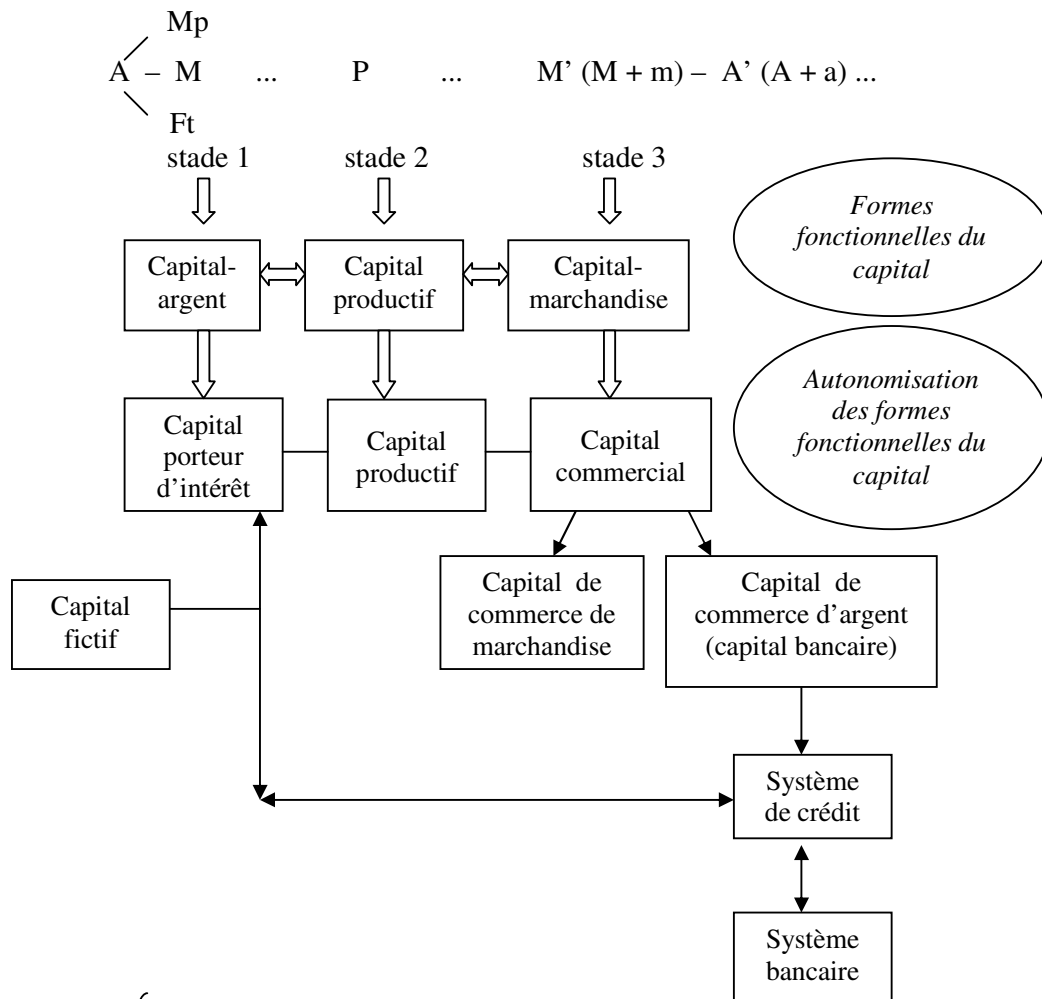 Mp
A – M ... P ... M’ (M + m) – A’ (A + a) ...
Ft
stade 1 stade 2 stade 3
Formes
fonctionnelles du
capital
Capital-
argent
Capital
productif
Capital-
marchandise
Autonomisation
des formes
fonctionnelles du
capital
Capital
porteur
d’intérêt
Capital
productif
Capital
commercial
Capital de
commerce de
marchandise
Capital de
commerce d’argent
(capital bancaire)
Capital
fictif
Système
de crédit
Système
bancaire